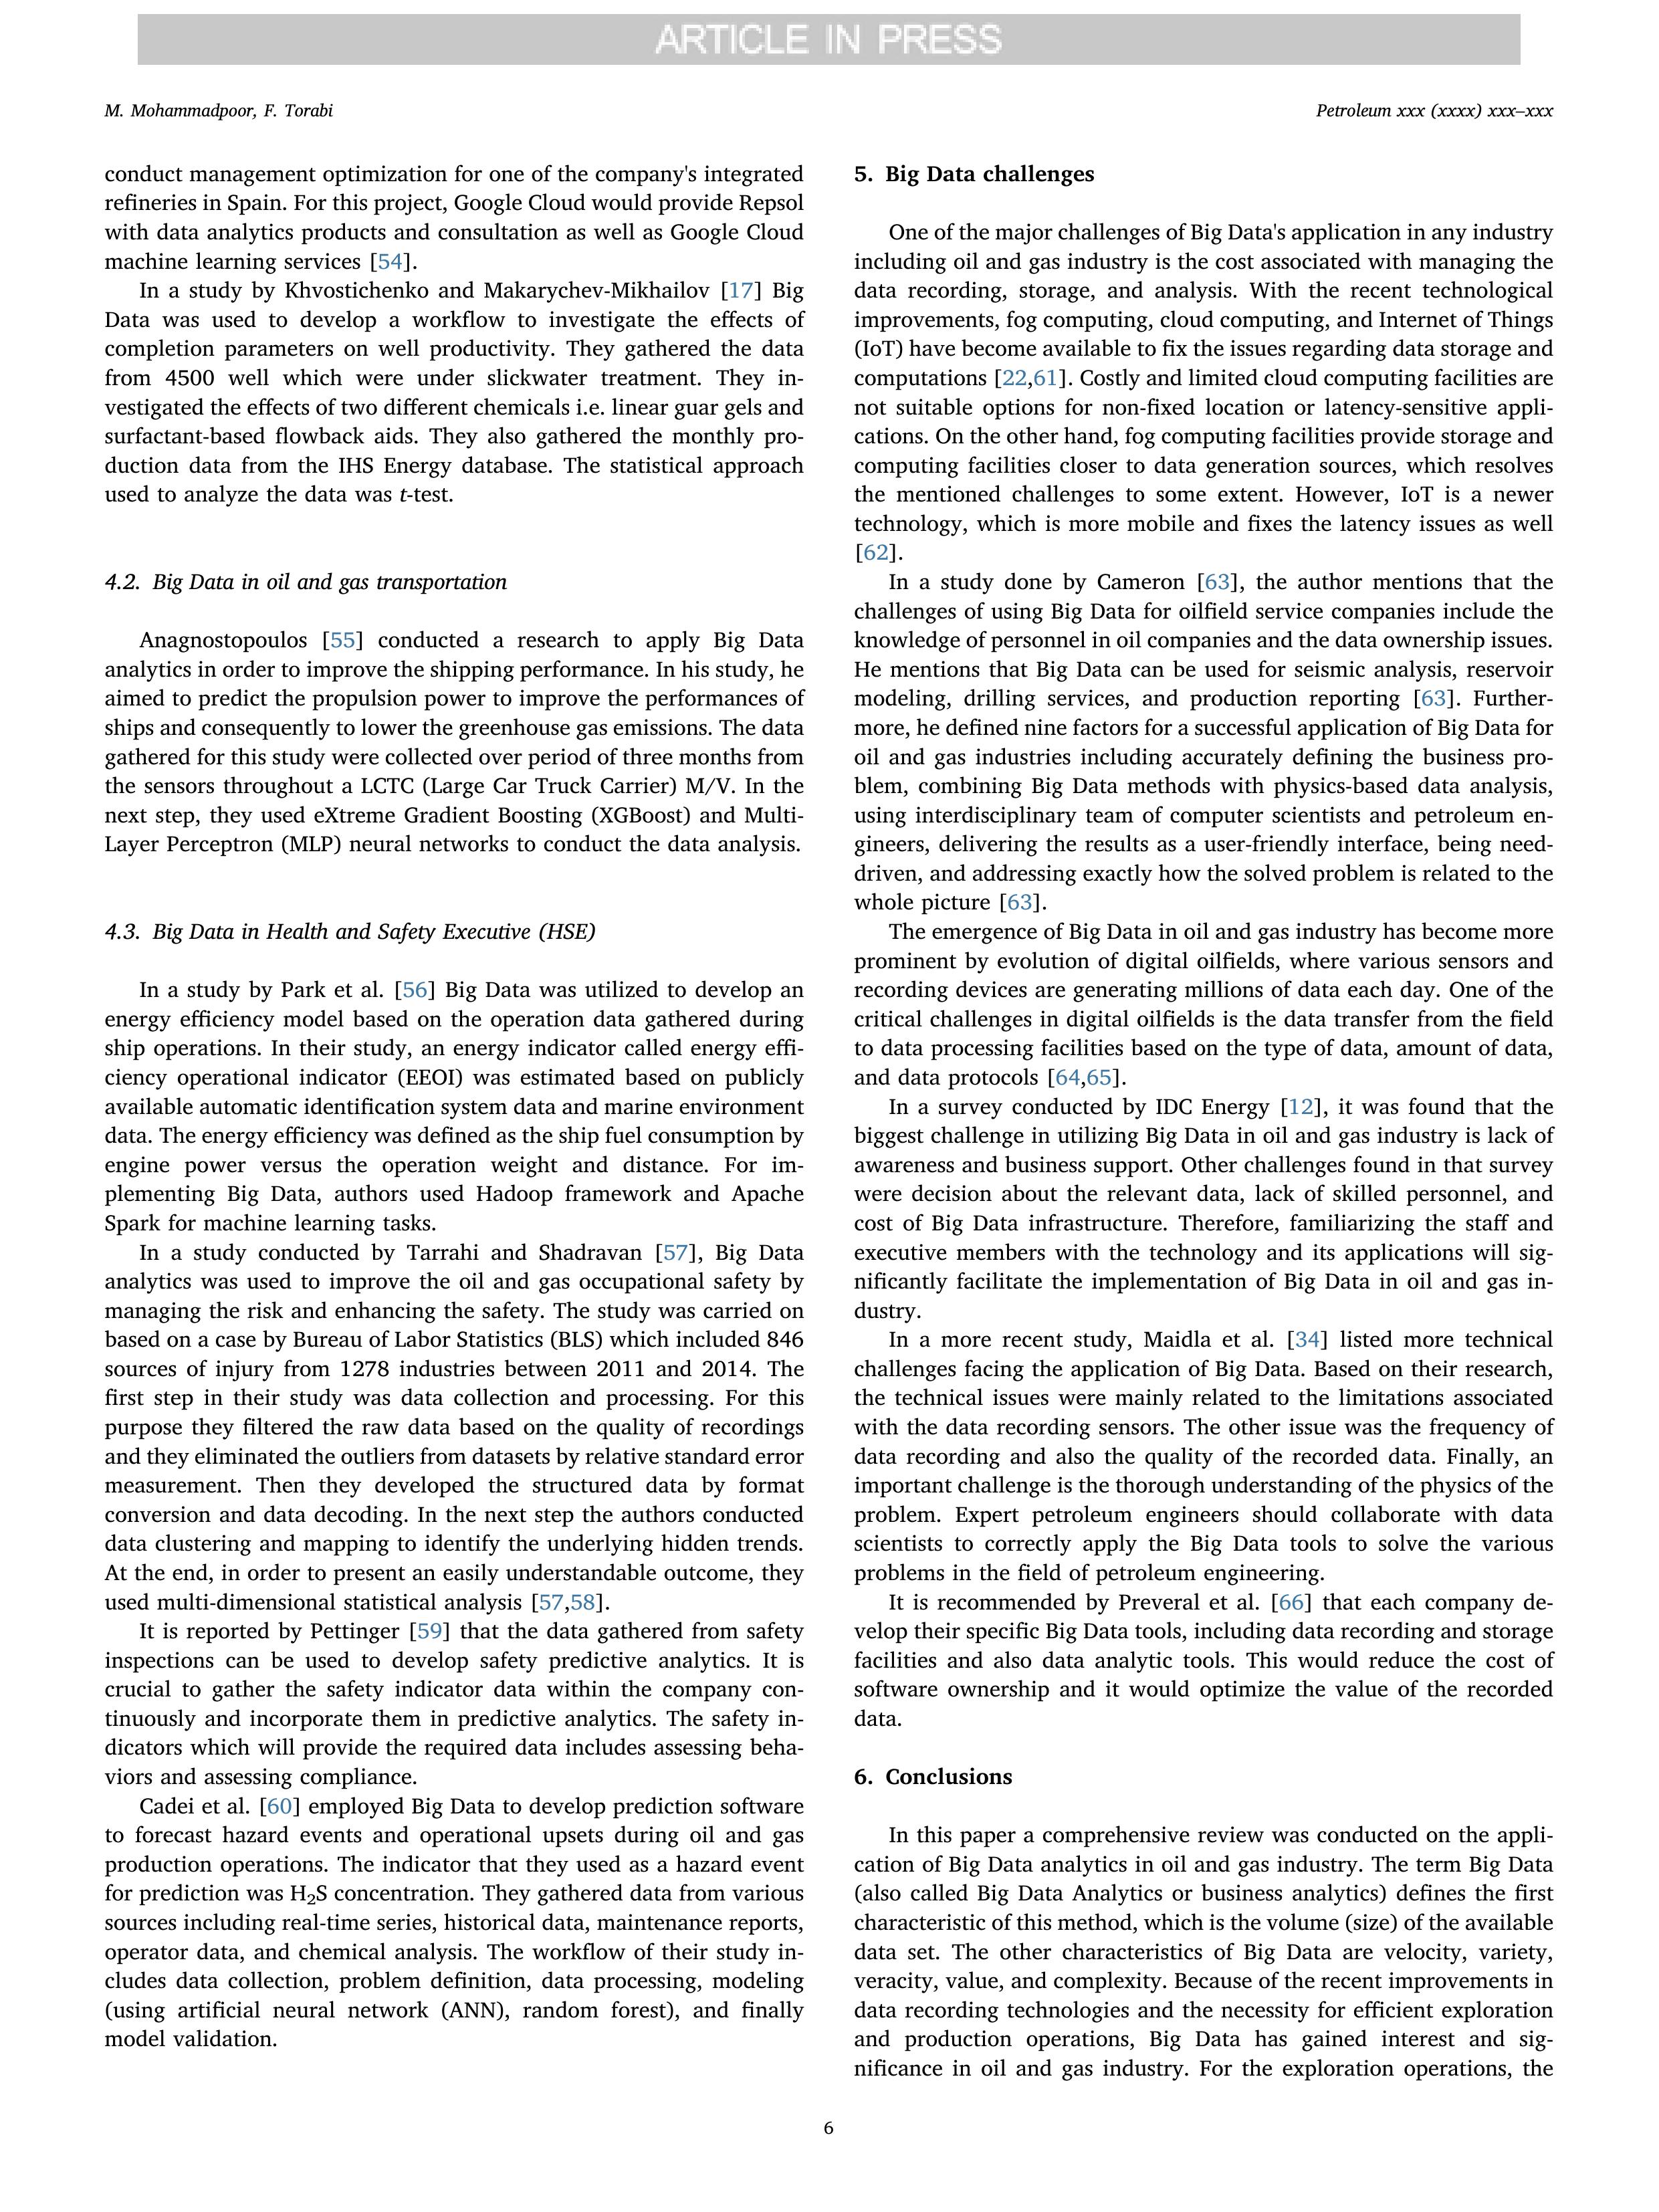 ARTICLE IN PRESS
M. Mohammadpoor, F. Torabi
Petroleum xxx (xxxx) xxx–xxx
conduct management optimization for one of the company's integrated
refineries in Spain. For this project, Google Cloud would provide Repsol
with data analytics products and consultation as well as Google Cloud
machine learning services [54].
In a study by Khvostichenko and Makarychev-Mikhailov [17] Big
Data was used to develop a workflow to investigate the effects of
completion parameters on well productivity. They gathered the data
from 4500 well which were under slickwater treatment. They in-
vestigated the effects of two different chemicals i.e. linear guar gels and
surfactant-based flowback aids. They also gathered the monthly pro-
duction data from the IHS Energy database. The statistical approach
used to analyze the data was t-test.
4.2. Big Data in oil and gas transportation
Anagnostopoulos [55] conducted a research to apply Big Data
analytics in order to improve the shipping performance. In his study, he
aimed to predict the propulsion power to improve the performances of
ships and consequently to lower the greenhouse gas emissions. The data
gathered for this study were collected over period of three months from
the sensors throughout a LCTC (Large Car Truck Carrier) M/V. In the
next step, they used eXtreme Gradient Boosting (XGBoost) and Multi-
Layer Perceptron (MLP) neural networks to conduct the data analysis.
4.3. Big Data in Health and Safety Executive (HSE)
In a study by Park et al. [56] Big Data was utilized to develop an
energy efficiency model based on the operation data gathered during
ship operations. In their study, an energy indicator called energy effi-
ciency operational indicator (EEOI) was estimated based on publicly
available automatic identification system data and marine environment
data. The energy efficiency was defined as the ship fuel consumption by
engine power versus the operation weight and distance. For im-
plementing Big Data, authors used Hadoop framework and Apache
Spark for machine learning tasks.
In a study conducted by Tarrahi and Shadravan [57], Big Data
analytics was used to improve the oil and gas occupational safety by
managing the risk and enhancing the safety. The study was carried on
based on a case by Bureau of Labor Statistics (BLS) which included 846
sources of injury from 1278 industries between 2011 and 2014. The
first step in their study was data collection and processing. For this
purpose they filtered the raw data based on the quality of recordings
and they eliminated the outliers from datasets by relative standard error
measurement. Then they developed the structured data by format
conversion and data decoding. In the next step the authors conducted
data clustering and mapping to identify the underlying hidden trends.
At the end, in order to present an easily understandable outcome, they
used multi-dimensional statistical analysis [57,58].
It is reported by Pettinger [59] that the data gathered from safety
inspections can be used to develop safety predictive analytics. It is
crucial to gather the safety indicator data within the company con-
tinuously and incorporate them in predictive analytics. The safety in-
dicators which will provide the required data includes assessing beha-
viors and assessing compliance.
Cadei et al. [60] employed Big Data to develop prediction software
to forecast hazard events and operational upsets during oil and gas
production operations. The indicator that they used as a hazard event
for prediction was H₂S concentration. They gathered data from various
sources including real-time series, historical data, maintenance reports,
operator data, and chemical analysis. The workflow of their study in-
cludes data collection, problem definition, data processing, modeling
(using artificial neural network (ANN), random forest), and finally
model validation.
5. Big Data challenges
One of the major challenges of Big Data's application in any industry
including oil and gas industry is the cost associated with managing the
data recording, storage, and analysis. With the recent technological
improvements, fog computing, cloud computing, and Internet of Things
(IoT) have become available to fix the issues regarding data storage and
computations [22,61]. Costly and limited cloud computing facilities are
not suitable options for non-fixed location or latency-sensitive appli-
cations. On the other hand, fog computing facilities provide storage and
computing facilities closer to data generation sources, which resolves
the mentioned challenges to some extent. However, IoT is a newer
technology, which is more mobile and fixes the latency issues as well
[62].
In a study done by Cameron [63], the author mentions that the
challenges of using Big Data for oilfield service companies include the
knowledge of personnel in oil companies and the data ownership issues.
He mentions that Big Data can be used for seismic analysis, reservoir
modeling, drilling services, and production reporting [63]. Further-
more, he defined nine factors for a successful application of Big Data for
oil and gas industries including accurately defining the business pro-
blem, combining Big Data methods with physics-based data analysis,
using interdisciplinary team of computer scientists and petroleum en-
gineers, delivering the results as a user-friendly interface, being need-
driven, and addressing exactly how the solved problem is related to the
whole picture [63].
The emergence of Big Data in oil and gas industry has become more
prominent by evolution of digital oilfields, where various sensors and
recording devices are generating millions of data each day. One of the
critical challenges in digital oilfields is the data transfer from the field
to data processing facilities based on the type of data, amount of data,
and data protocols [64,65].
In a survey conducted by IDC Energy [12], it was found that the
biggest challenge in utilizing Big Data in oil and gas industry is lack of
awareness and business support. Other challenges found in that survey
were decision about the relevant data, lack of skilled personnel, and
cost of Big Data infrastructure. Therefore, familiarizing the staff and
executive members with the technology and its applications will sig-
nificantly facilitate the implementation of Big Data in oil and gas in-
dustry.
In a more recent study, Maidla et al. [34] listed more technical
challenges facing the application of Big Data. Based on their research,
the technical issues were mainly related to the limitations associated
with the data recording sensors. The other issue was the frequency of
data recording and also the quality of the recorded data. Finally, an
important challenge is the thorough understanding of the physics of the
problem. Expert petroleum engineers should collaborate with data
scientists to correctly apply the Big Data tools to solve the various
problems in the field of petroleum engineering.
It is recommended by Preveral et al. [66] that each company de-
velop their specific Big Data tools, including data recording and storage
facilities and also data analytic tools. This would reduce the cost of
software ownership and it would optimize the value of the recorded
data.
6. Conclusions
In this paper a comprehensive review was conducted on the appli-
cation of Big Data analytics in oil and gas industry. The term Big Data
(also called Big Data Analytics or business analytics) defines the first
characteristic of this method, which is the volume (size) of the available
data set. The other characteristics of Big Data are velocity, variety,
veracity, value, and complexity. Because of the recent improvements in
data recording technologies and the necessity for efficient exploration
and production operations, Big Data has gained interest and sig-
nificance in oil and gas industry. For the exploration operations, the
6